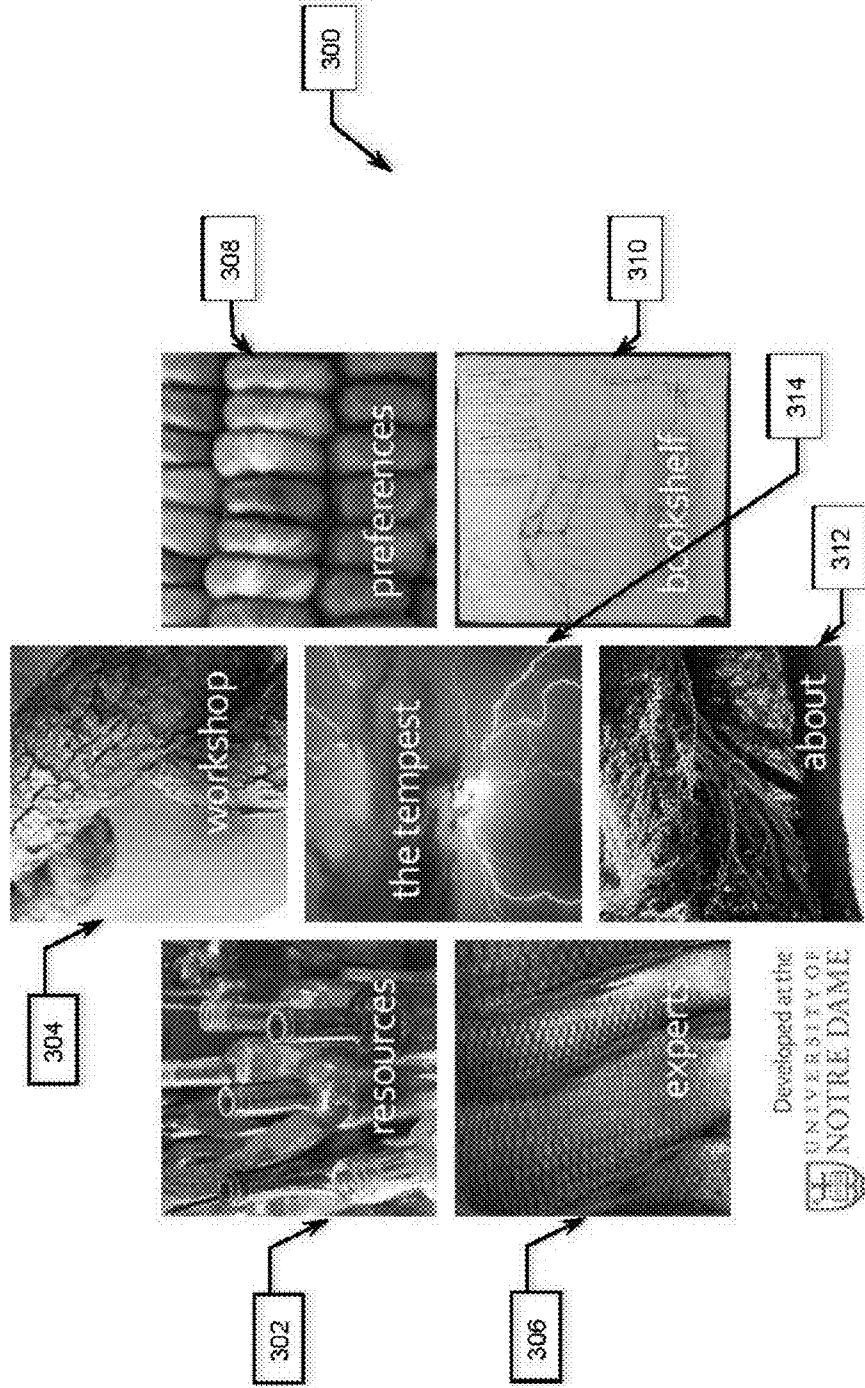 300
304
workshop
302
resources
308
preferences
314
the tempest
306
experts
310
bookshelf
312
about
Developed at the
UNIVERSITY OF
NOTRE DAME